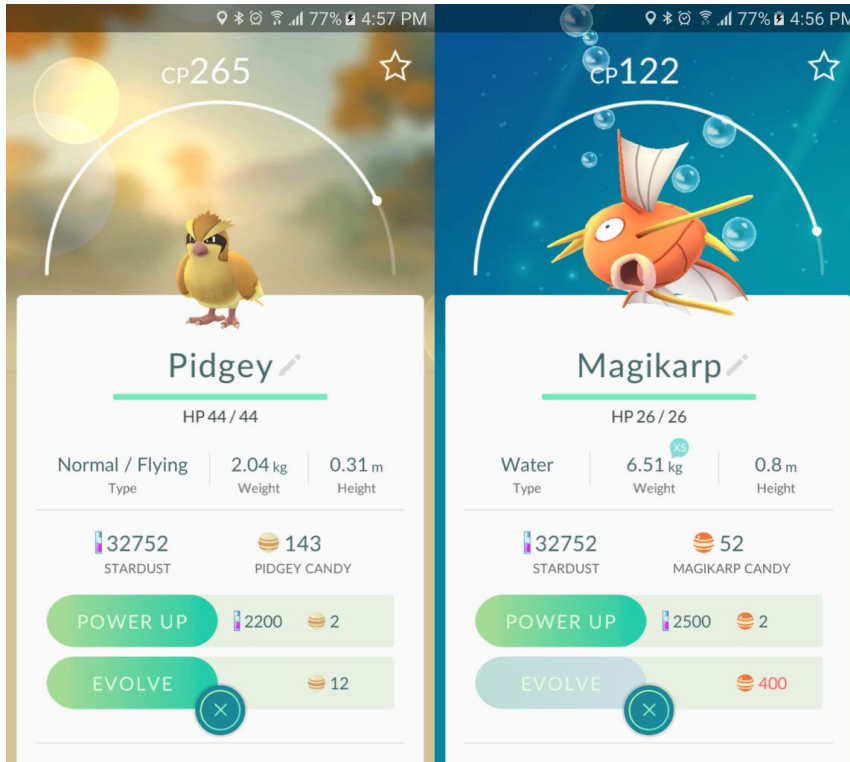 77% 4:57 PM
CP265
Pidgey
HP 44 / 44
Normal / Flying
2.04 kg
0.31 m
Type
Weight
Height
32752
143
STARDUST
PIDGEY CANDY
POWER UP
2200
2
EVOLVE
12
77% 4:56 PM
CP122
Magikarp
HP 26 / 26
XS
Water
6.51 kg
0.8 m
Type
Weight
Height
32752
52
STARDUST
MAGIKARP CANDY
POWER UP
2500
2
EVOLVE
400